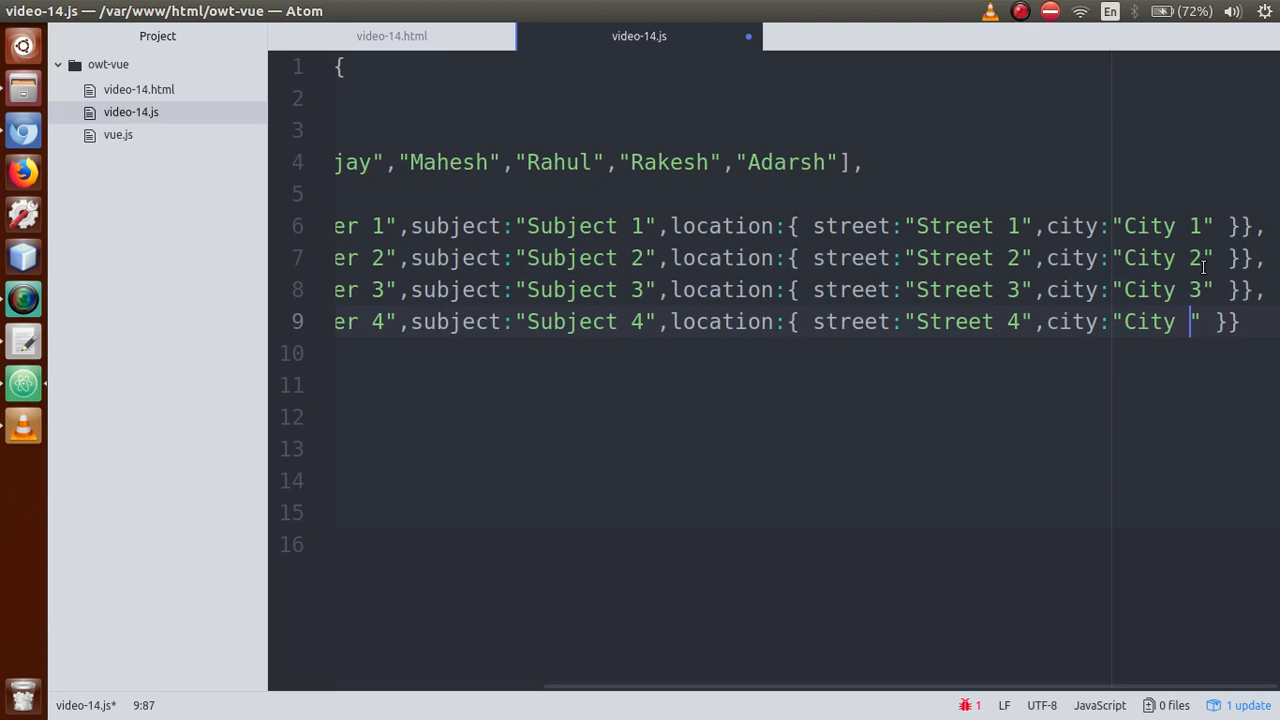 video-14.js — /var/www/html/owt-vue — Atom
En
(72%)
Project
video-14.html
video-14.js
owt-vue
video-14.html
video-14.js
vue.js
1 {
2
3
4 jay","Mahesh","Rahul","Rakesh","Adarsh"],
5
6 er 1",subject:"Subject 1",location:{ street:"Street 1",city:"City 1" }},
7 er 2",subject:"Subject 2",location:{ street:"Street 2",city:"City 2" }},
8 er 3",subject:"Subject 3",location:{ street:"Street 3",city:"City 3" }},
9 er 4",subject:"Subject 4",location:{ street:"Street 4",city:"City " }}
10
11
12
13
14
15
16
video-14.js* 9:87
1 LF UTF-8 JavaScript 0 files 1 update